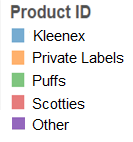 Product ID
Kleenex
Private Labels
Puffs
Scotties
Other